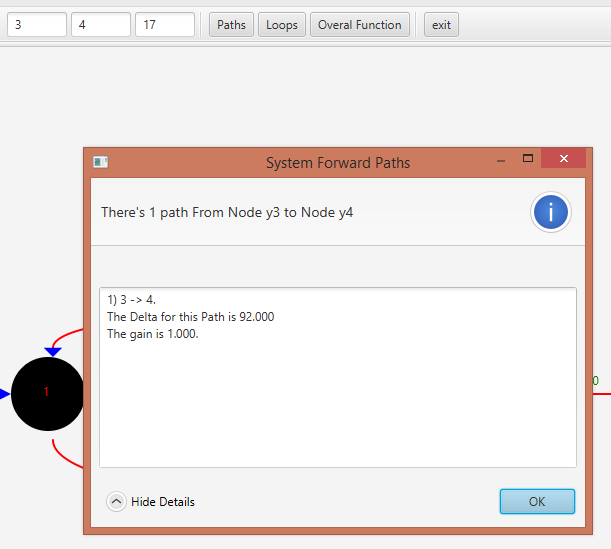 3 4 17 Paths Loops Overal Function exit
System Forward Paths
There's 1 path From Node y3 to Node y4
1) 3 -> 4.
The Delta for this Path is 92.000
The gain is 1.000.
1
0
Hide Details OK